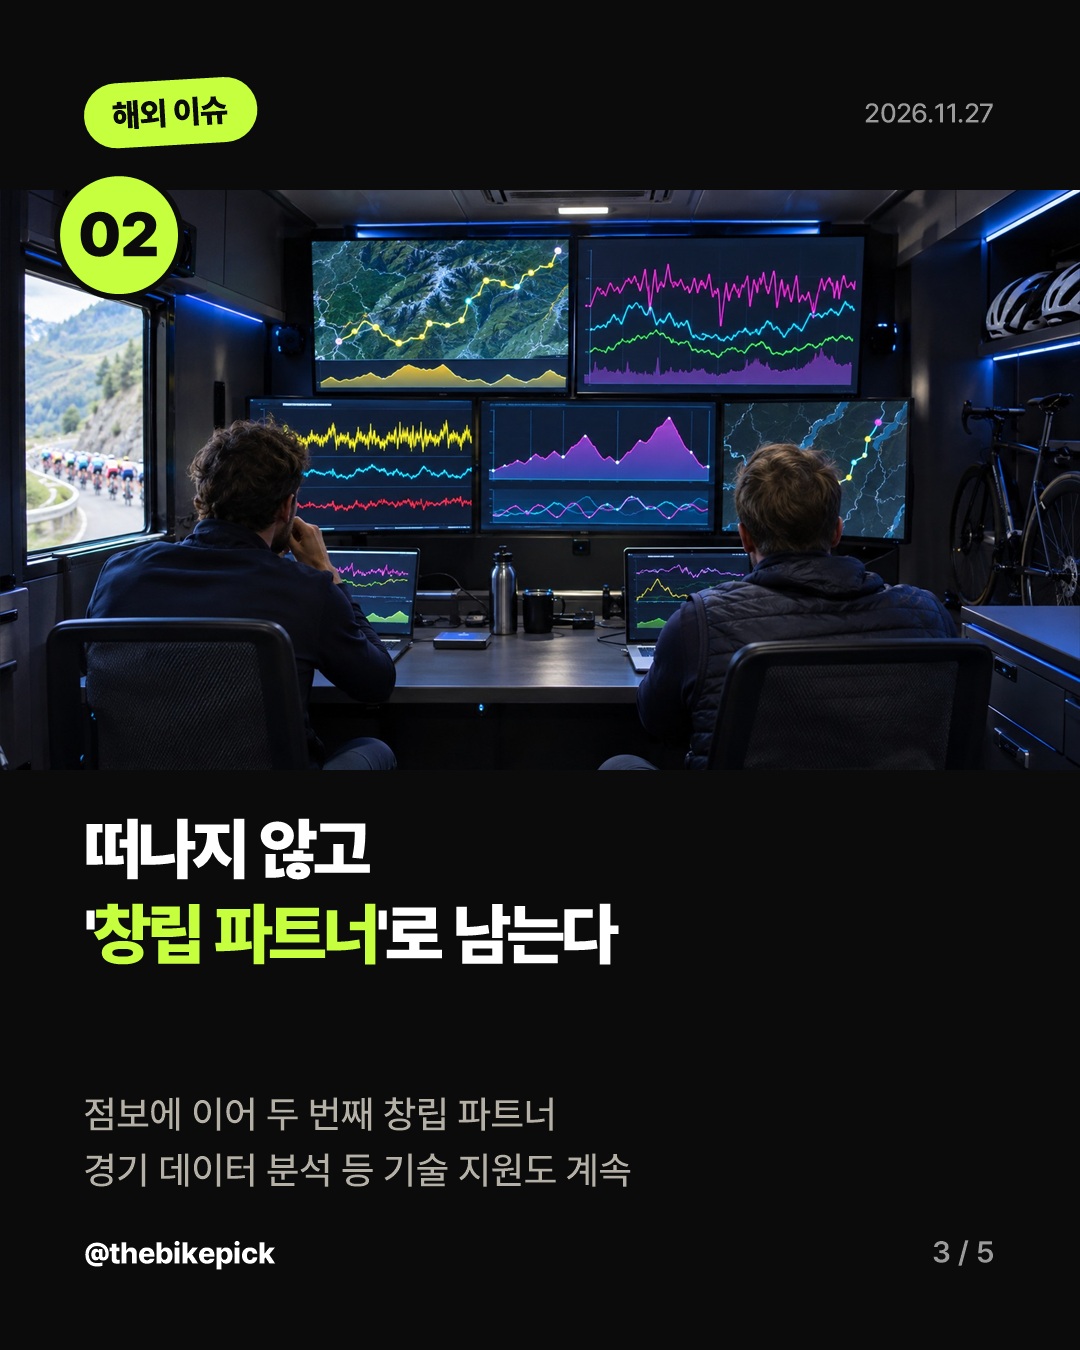 해외 이슈
2026.11.27
02
떠나지 않고
'창립 파트너'로 남는다
점보에 이어 두 번째 창립 파트너
경기 데이터 분석 등 기술 지원도 계속
@thebikepick
3 / 5